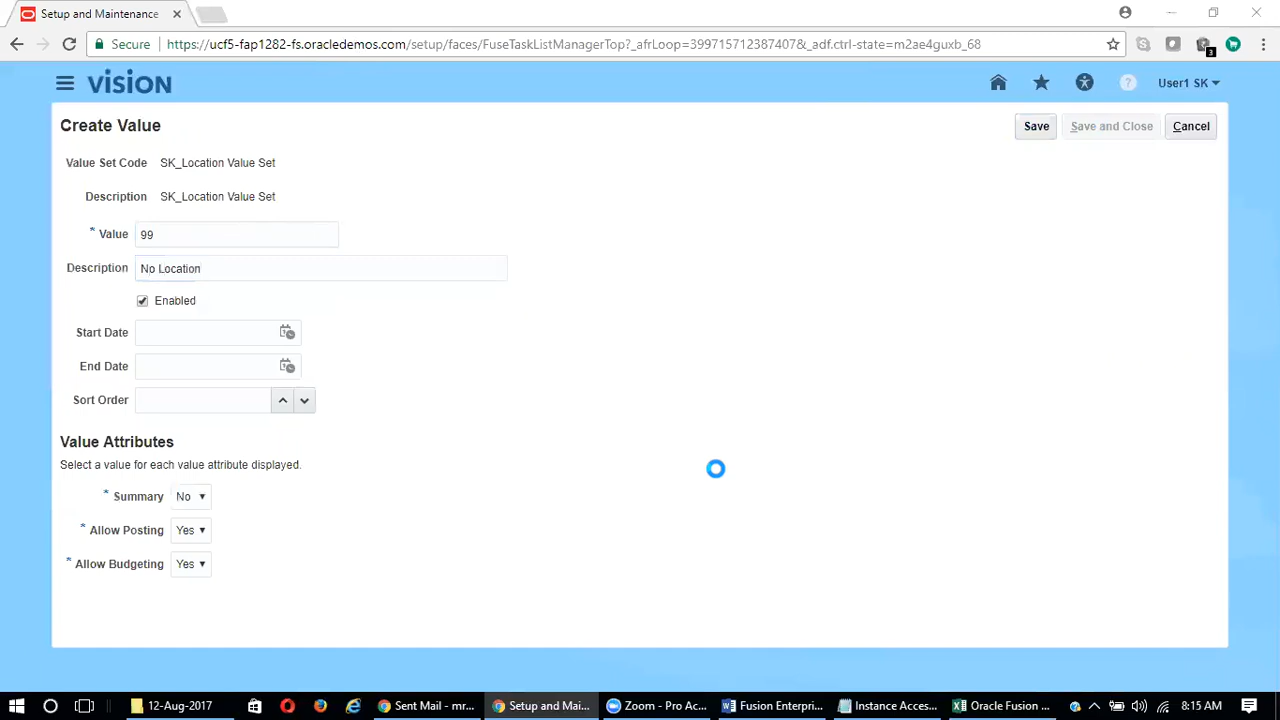 Setup and Maintenance
Secure
https://ucf5-fap1282-fs.oracledemos.com/setup/faces/FuseTaskListManagerTop?_afrLoop=399715712387407&_adf.ctrl-state=m2ae4guxb_68
3
VISION
?
User1 SK
Create Value
Save
Save and Close
Cancel
Value Set Code SK_Location Value Set
Description SK_Location Value Set
* Value 99
Description No Location
Enabled
Start Date
End Date
Sort Order
Value Attributes
Select a value for each value attribute displayed.
* Summary No
* Allow Posting Yes
* Allow Budgeting Yes
12-Aug-2017
Sent Mail - mr...
Setup and Mai...
Zoom - Pro Ac...
Fusion Enterpri...
Instance Acces...
Oracle Fusion ...
8:15 AM